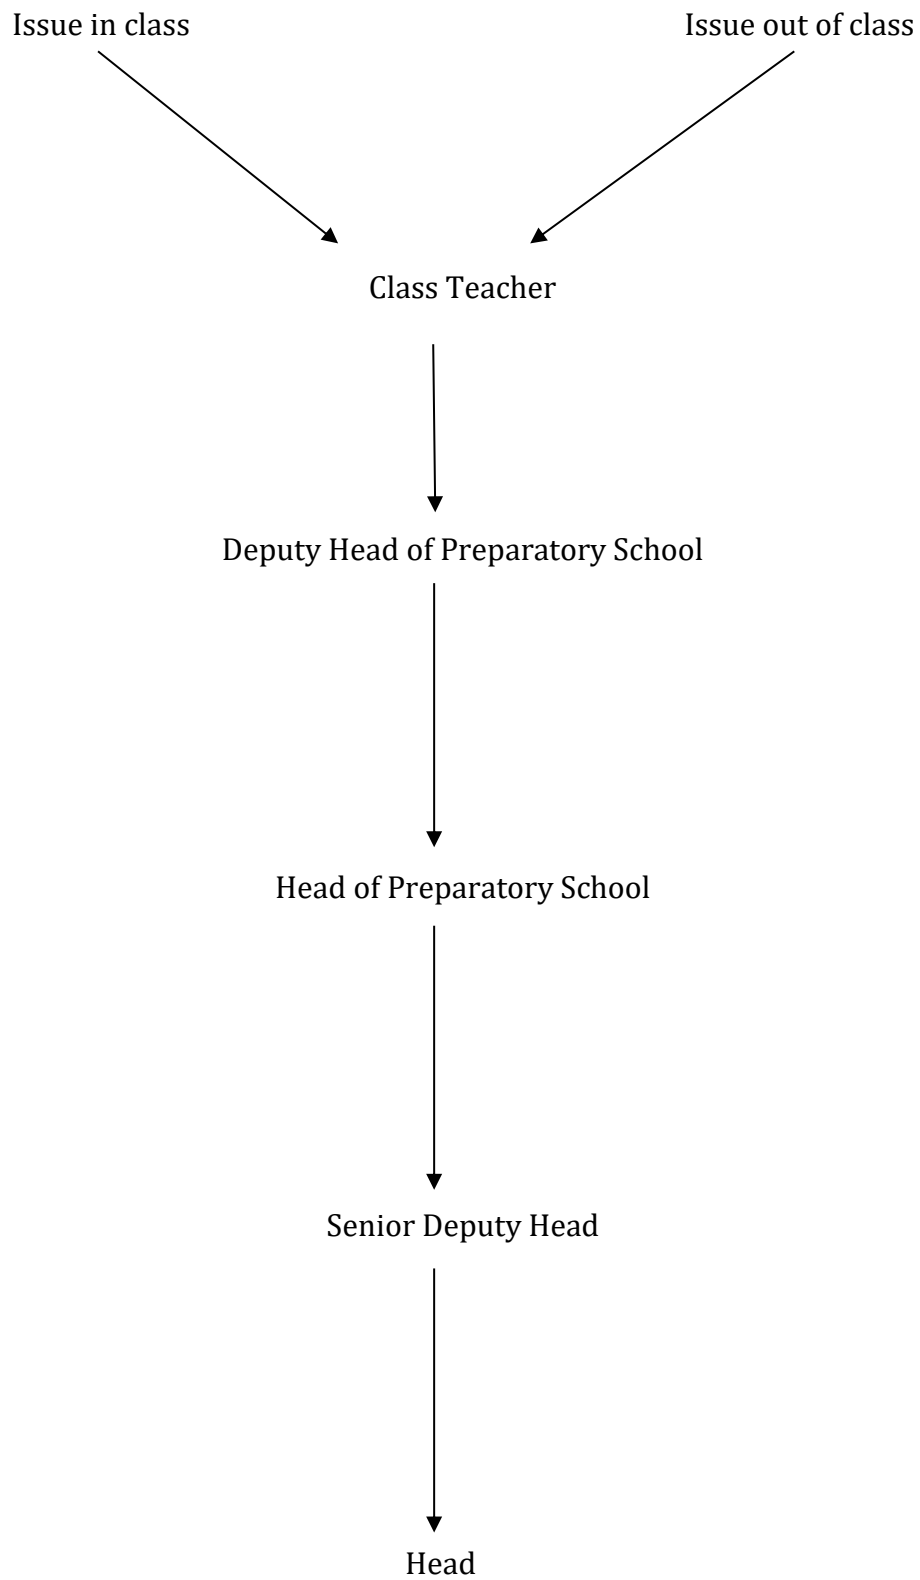 Issue in class
Issue out of class
Class Teacher
Deputy Head of Preparatory School
Head of Preparatory School
Senior Deputy Head
Head